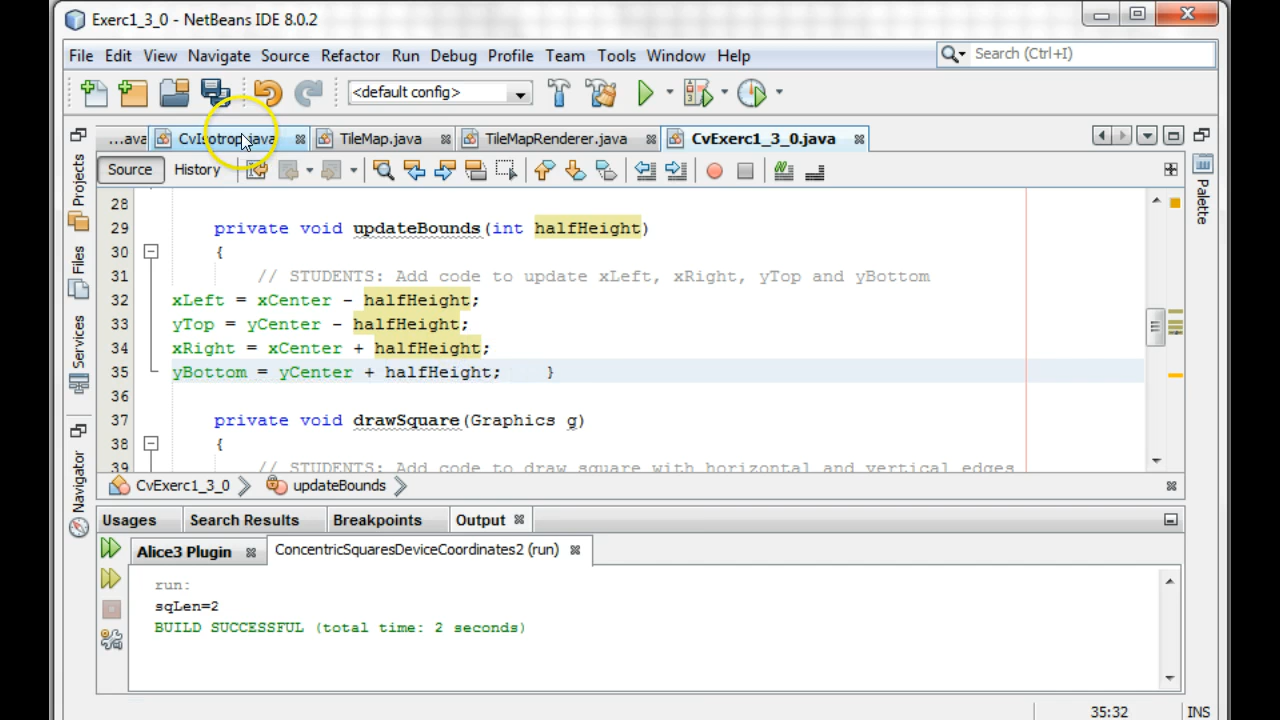 Exerc1_3_0 - NetBeans IDE 8.0.2
File Edit View Navigate Source Refactor Run Debug Profile Team Tools Window Help
Search (Ctrl+I)
<default config>
...ava CvIsotrop.java TileMap.java TileMapRenderer.java CvExerc1_3_0.java
Source History
Projects
Files
Services
Navigator
Palette
28
29 private void updateBounds(int halfHeight)
30 {
31 // STUDENTS: Add code to update xLeft, xRight, yTop and yBottom
32 xLeft = xCenter - halfHeight;
33 yTop = yCenter - halfHeight;
34 xRight = xCenter + halfHeight;
35 yBottom = yCenter + halfHeight; }
36
37 private void drawSquare(Graphics g)
38 {
39 // STUDENTS: Add code to draw square with horizontal and vertical edges
CvExerc1_3_0 updateBounds
Usages Search Results Breakpoints Output
Alice3 Plugin ConcentricSquaresDeviceCoordinates2 (run)
run:
sqLen=2
BUILD SUCCESSFUL (total time: 2 seconds)
35:32 INS